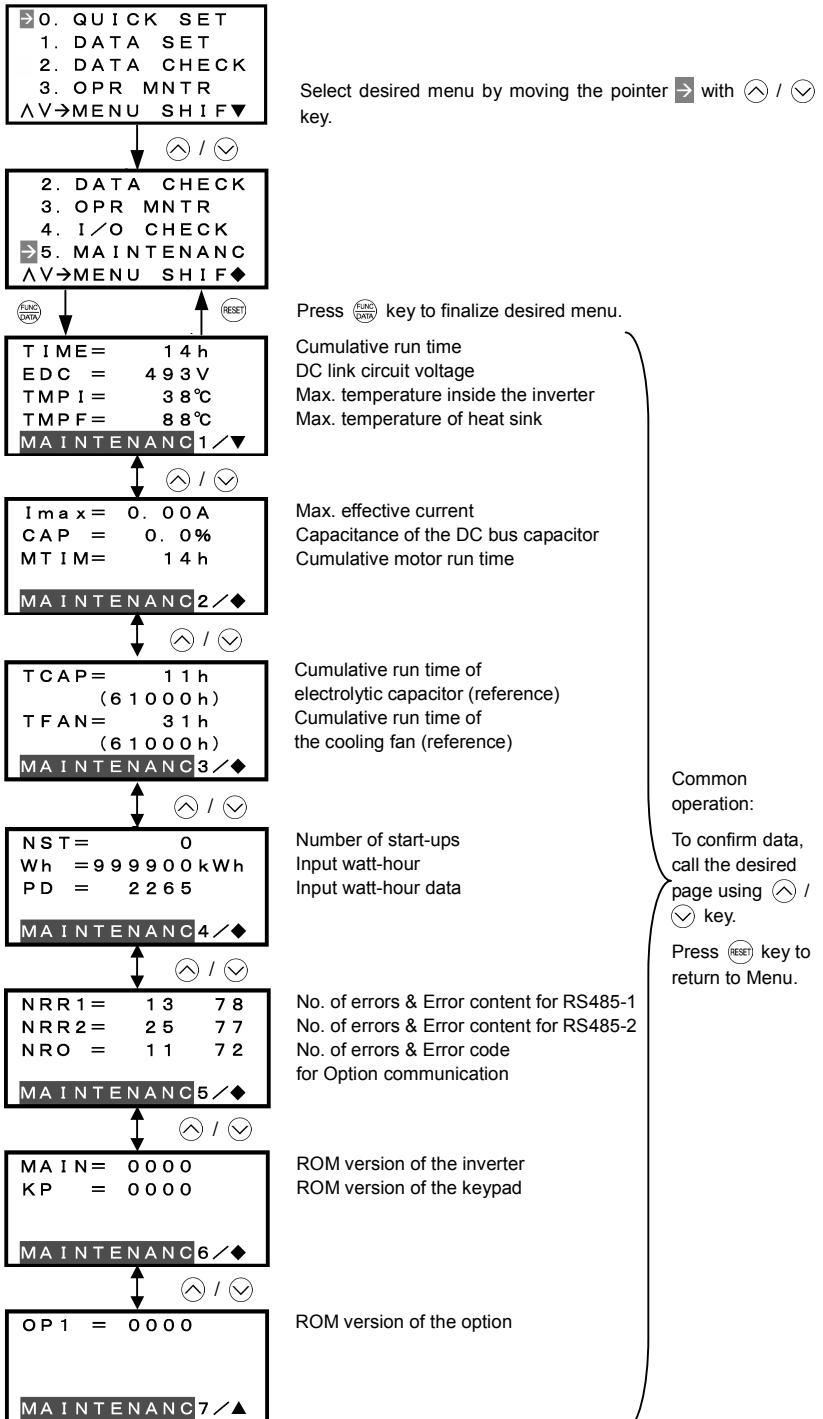 →0. QUICK SET
1. DATA SET
2. DATA CHECK
3. OPR MNTR
∧∨→MENU SHIF▼
Select desired menu by moving the pointer → with ∧ / ∨
key.
∧ / ∨
2. DATA CHECK
3. OPR MNTR
4. I/O CHECK
→5. MAINTENANC
∧∨→MENU SHIF◆
FUNC
DATA
RESET
Press FUNC DATA key to finalize desired menu.
TIME= 14h
EDC = 493V
TMPI= 38℃
TMPF= 88℃
MAINTENANC1/▼
Cumulative run time
DC link circuit voltage
Max. temperature inside the inverter
Max. temperature of heat sink
∧ / ∨
Imax= 0.00A
CAP = 0.0%
MTIM= 14h
MAINTENANC2/◆
Max. effective current
Capacitance of the DC bus capacitor
Cumulative motor run time
∧ / ∨
TCAP= 11h
(61000h)
TFAN= 31h
(61000h)
MAINTENANC3/◆
Cumulative run time of
electrolytic capacitor (reference)
Cumulative run time of
the cooling fan (reference)
∧ / ∨
NST= 0
Wh =999900kWh
PD = 2265
MAINTENANC4/◆
Number of start-ups
Input watt-hour
Input watt-hour data
∧ / ∨
NRR1= 13 78
NRR2= 25 77
NRO = 11 72
MAINTENANC5/◆
No. of errors & Error content for RS485-1
No. of errors & Error content for RS485-2
No. of errors & Error code
for Option communication
∧ / ∨
MAIN= 0000
KP = 0000
MAINTENANC6/◆
ROM version of the inverter
ROM version of the keypad
∧ / ∨
OP1 = 0000
MAINTENANC7/▲
ROM version of the option
Common
operation:
To confirm data,
call the desired
page using ∧ /
∨ key.
Press RESET key to
return to Menu.